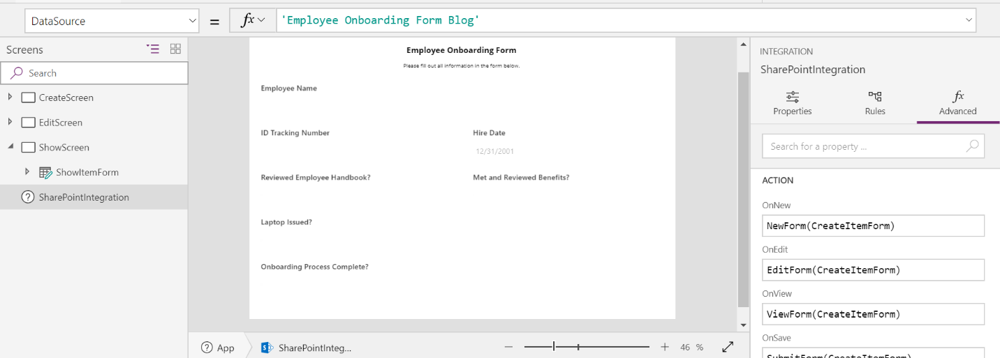 DataSource
=
fx
'Employee Onboarding Form Blog'
Screens
Search
CreateScreen
EditScreen
ShowScreen
ShowItemForm
? SharePointIntegration
Employee Onboarding Form
Please fill out all information in the form below.
Employee Name
ID Tracking Number
Hire Date
12/31/2001
Reviewed Employee Handbook?
Met and Reviewed Benefits?
Laptop Issued?
Onboarding Process Complete?
? App
S SharePointInteg...
46 %
INTEGRATION
SharePointIntegration
Properties
Rules
fx
Advanced
Search for a property ...
ACTION
OnNew
NewForm(CreateItemForm)
OnEdit
EditForm(CreateItemForm)
OnView
ViewForm(CreateItemForm)
OnSave
SubmitForm(CreateItemForm)